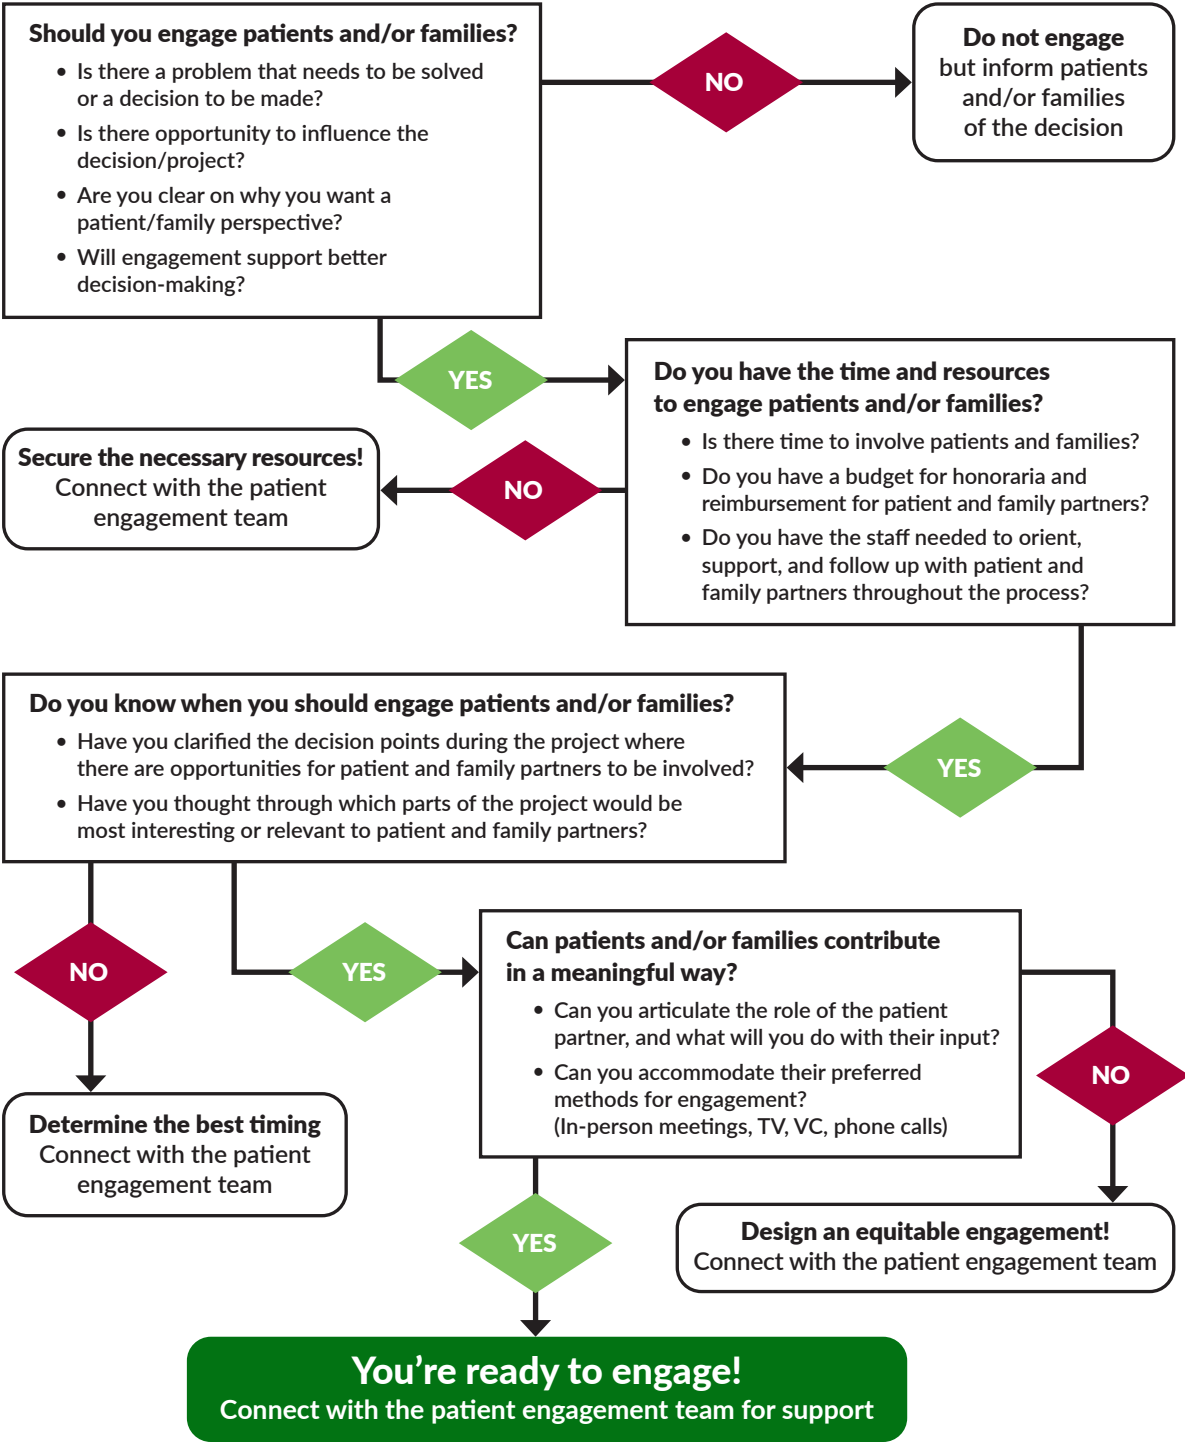 Should you engage patients and/or families?
• Is there a problem that needs to be solved
or a decision to be made?
• Is there opportunity to influence the
decision/project?
• Are you clear on why you want a
patient/family perspective?
• Will engagement support better
decision-making?
NO
Do not engage
but inform patients
and/or families
of the decision
YES
Do you have the time and resources
to engage patients and/or families?
• Is there time to involve patients and families?
• Do you have a budget for honoraria and
reimbursement for patient and family partners?
• Do you have the staff needed to orient,
support, and follow up with patient and
family partners throughout the process?
NO
Secure the necessary resources!
Connect with the patient
engagement team
YES
Do you know when you should engage patients and/or families?
• Have you clarified the decision points during the project where
there are opportunities for patient and family partners to be involved?
• Have you thought through which parts of the project would be
most interesting or relevant to patient and family partners?
NO
Determine the best timing
Connect with the patient
engagement team
YES
Can patients and/or families contribute
in a meaningful way?
• Can you articulate the role of the patient
partner, and what will you do with their input?
• Can you accommodate their preferred
methods for engagement?
(In-person meetings, TV, VC, phone calls)
NO
Design an equitable engagement!
Connect with the patient engagement team
YES
You’re ready to engage!
Connect with the patient engagement team for support